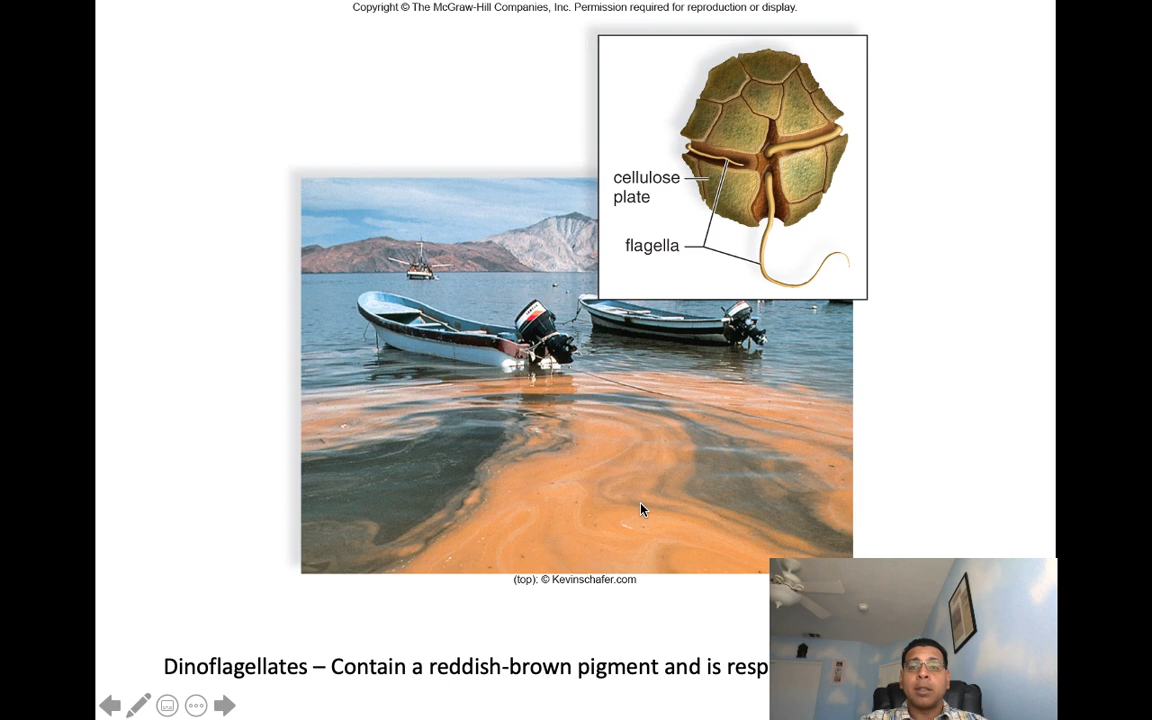 Copyright © The McGraw-Hill Companies, Inc. Permission required for reproduction or display.
cellulose
plate
flagella
(top): © Kevinschafer.com
Dinoflagellates – Contain a reddish-brown pigment and is resp